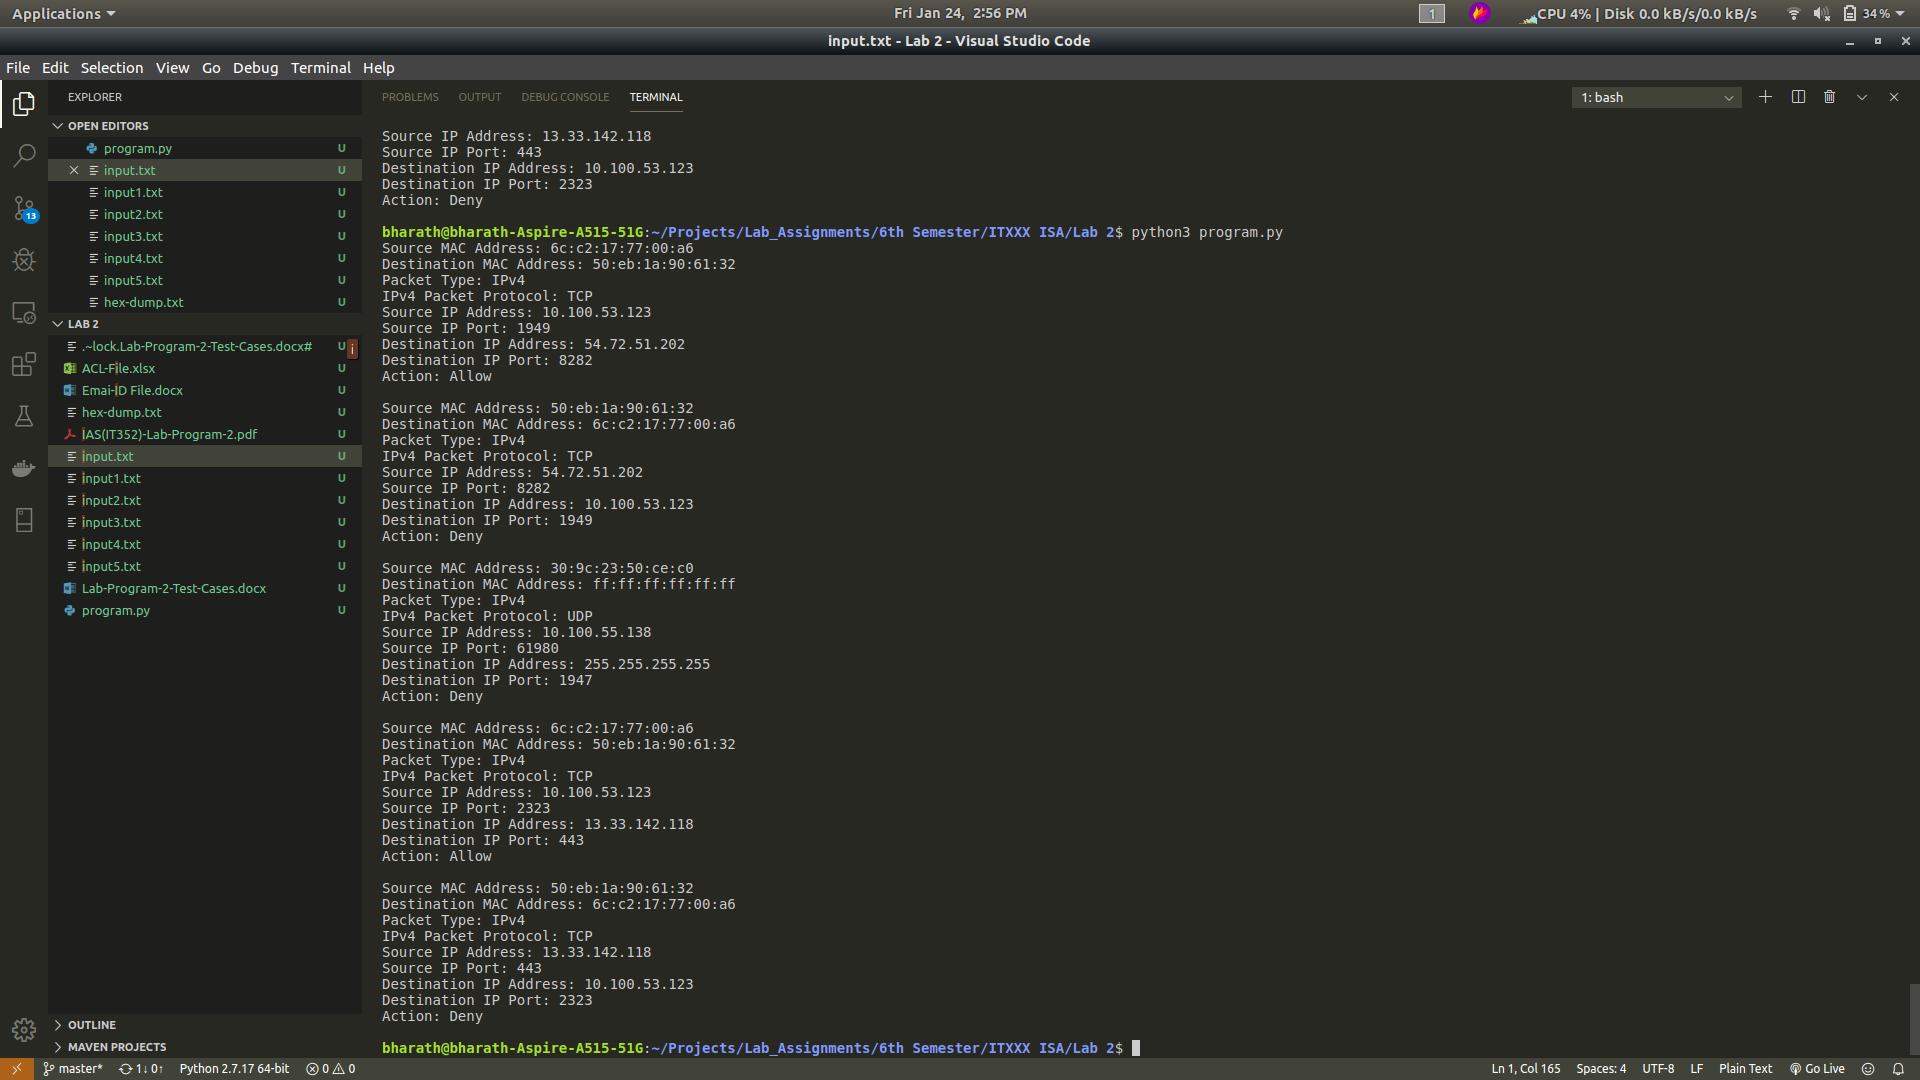 Applications
Fri Jan 24, 2:56 PM
1
CPU 4% | Disk 0.0 kB/s/0.0 kB/s
34 %
input.txt - Lab 2 - Visual Studio Code
File Edit Selection View Go Debug Terminal Help
EXPLORER
OPEN EDITORS
program.py U
input.txt U
input1.txt U
input2.txt U
input3.txt U
input4.txt U
input5.txt U
hex-dump.txt U
LAB 2
.~lock.Lab-Program-2-Test-Cases.docx# U
i
ACL-File.xlsx U
Emai-ID File.docx U
hex-dump.txt U
IAS(IT352)-Lab-Program-2.pdf U
input.txt U
input1.txt U
input2.txt U
input3.txt U
input4.txt U
input5.txt U
Lab-Program-2-Test-Cases.docx U
program.py U
OUTLINE
MAVEN PROJECTS
13
PROBLEMS OUTPUT DEBUG CONSOLE TERMINAL
1: bash
Source IP Address: 13.33.142.118
Source IP Port: 443
Destination IP Address: 10.100.53.123
Destination IP Port: 2323
Action: Deny
bharath@bharath-Aspire-A515-51G:~/Projects/Lab_Assignments/6th Semester/ITXXX ISA/Lab 2$ python3 program.py
Source MAC Address: 6c:c2:17:77:00:a6
Destination MAC Address: 50:eb:1a:90:61:32
Packet Type: IPv4
IPv4 Packet Protocol: TCP
Source IP Address: 10.100.53.123
Source IP Port: 1949
Destination IP Address: 54.72.51.202
Destination IP Port: 8282
Action: Allow
Source MAC Address: 50:eb:1a:90:61:32
Destination MAC Address: 6c:c2:17:77:00:a6
Packet Type: IPv4
IPv4 Packet Protocol: TCP
Source IP Address: 54.72.51.202
Source IP Port: 8282
Destination IP Address: 10.100.53.123
Destination IP Port: 1949
Action: Deny
Source MAC Address: 30:9c:23:50:ce:c0
Destination MAC Address: ff:ff:ff:ff:ff:ff
Packet Type: IPv4
IPv4 Packet Protocol: UDP
Source IP Address: 10.100.55.138
Source IP Port: 61980
Destination IP Address: 255.255.255.255
Destination IP Port: 1947
Action: Deny
Source MAC Address: 6c:c2:17:77:00:a6
Destination MAC Address: 50:eb:1a:90:61:32
Packet Type: IPv4
IPv4 Packet Protocol: TCP
Source IP Address: 10.100.53.123
Source IP Port: 2323
Destination IP Address: 13.33.142.118
Destination IP Port: 443
Action: Allow
Source MAC Address: 50:eb:1a:90:61:32
Destination MAC Address: 6c:c2:17:77:00:a6
Packet Type: IPv4
IPv4 Packet Protocol: TCP
Source IP Address: 13.33.142.118
Source IP Port: 443
Destination IP Address: 10.100.53.123
Destination IP Port: 2323
Action: Deny
bharath@bharath-Aspire-A515-51G:~/Projects/Lab_Assignments/6th Semester/ITXXX ISA/Lab 2$
master* 1↓ 0↑ Python 2.7.17 64-bit 0 0
Ln 1, Col 165 Spaces: 4 UTF-8 LF Plain Text Go Live